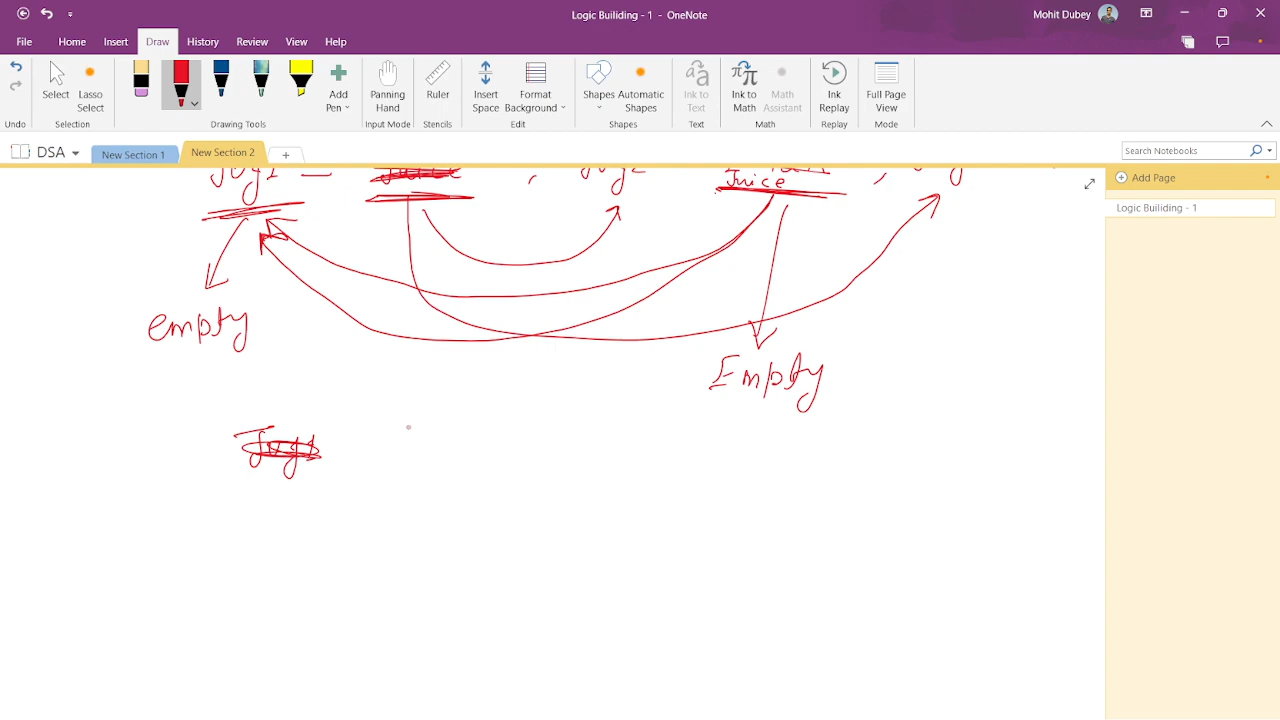 Logic Builiding - 1 - OneNote
Mohit Dubey
File Home Insert Draw History Review View Help
Undo
Select
Lasso Select
Selection
Add Pen
Drawing Tools
Panning Hand
Input Mode
Ruler
Stencils
Insert Space
Format Background
Edit
Shapes
Automatic Shapes
Shapes
Ink to Text
Text
Ink to Math
Math Assistant
Math
Ink Replay
Replay
Full Page View
Mode
DSA
New Section 1
New Section 2
+
Search Notebooks
Add Page
Logic Builiding - 1
Juice
empty
Empty